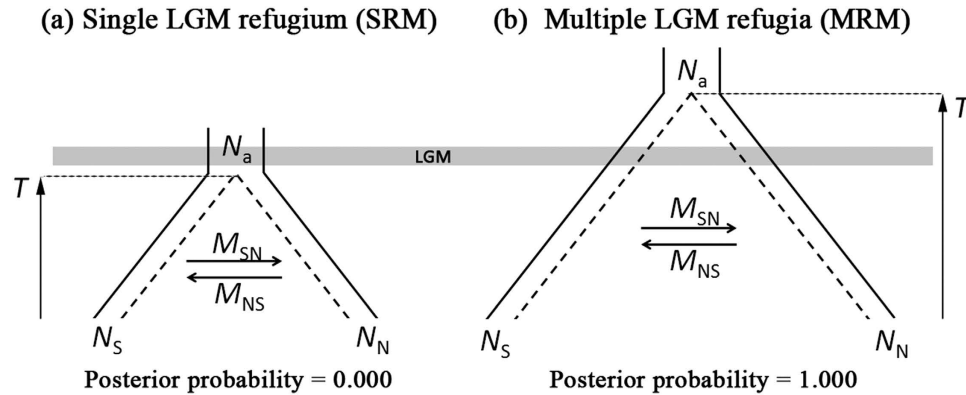 (a) Single LGM refugium (SRM)
(b) Multiple LGM refugia (MRM)
Na
Na
T
LGM
T
MSN
MNS
MSN
MNS
NS
NN
NS
NN
Posterior probability = 0.000
Posterior probability = 1.000